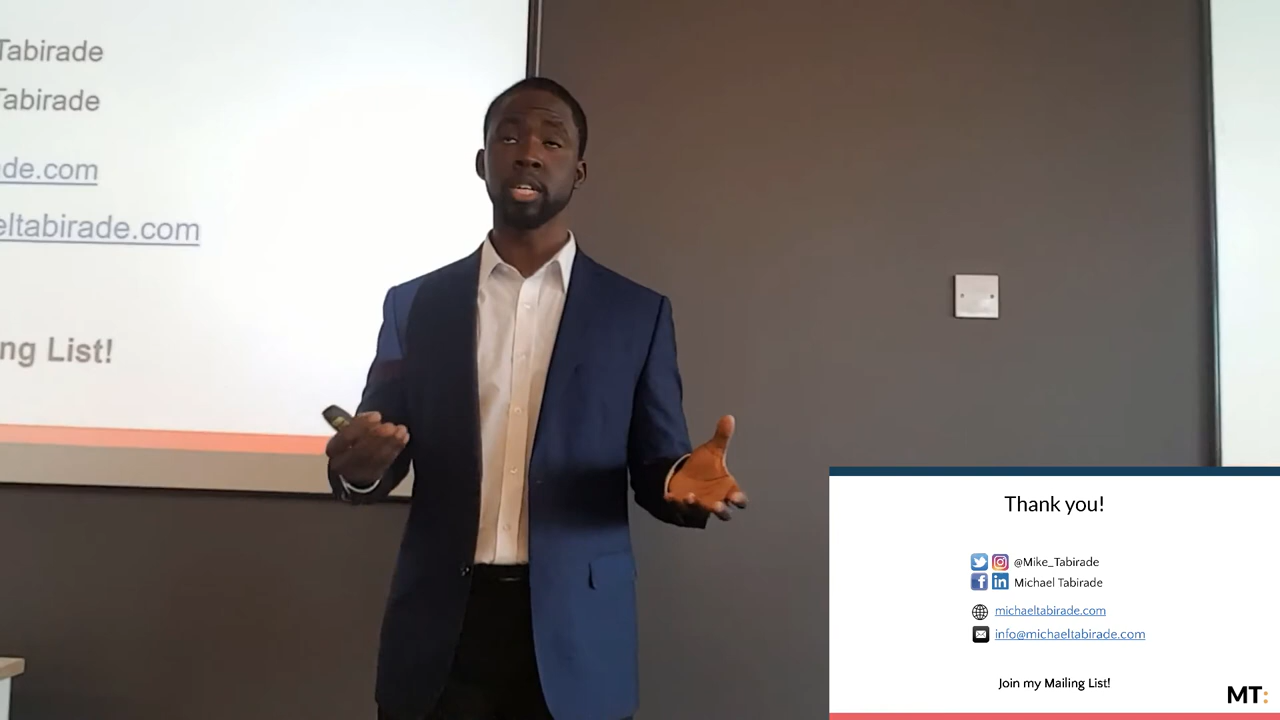 Tabirade
Tabirade
de.com
eltabirade.com
ng List!
Thank you!
@Mike_Tabirade
Michael Tabirade
michaeltabirade.com
info@michaeltabirade.com
Join my Mailing List!
MT: